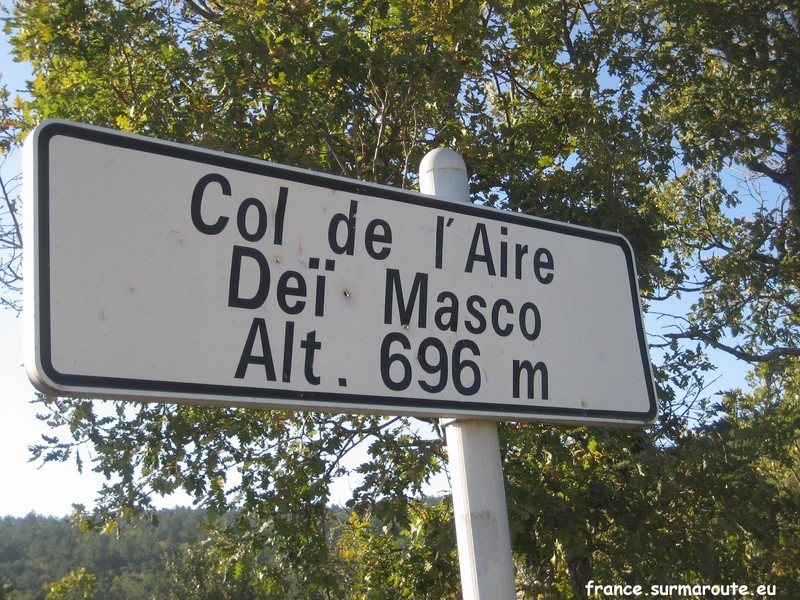 Col de l'Aire
Deï Masco
Alt. 696 m
france.surmaroute.eu